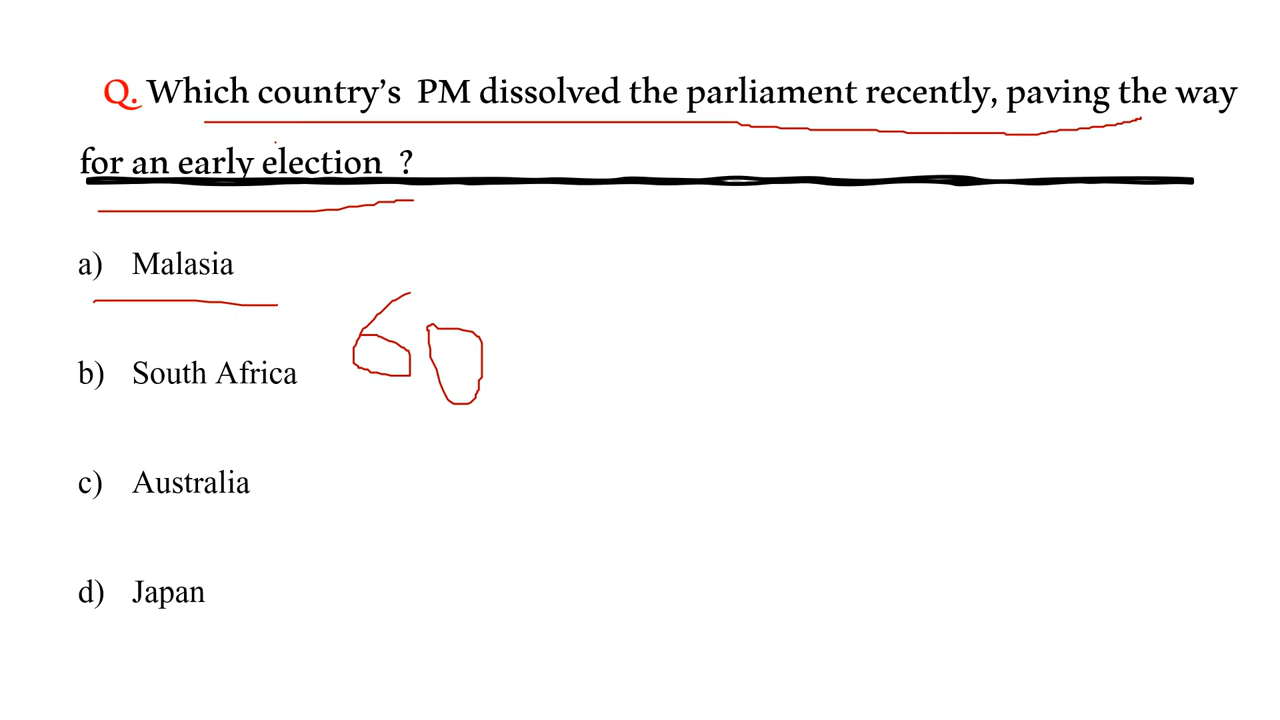 Q. Which country's PM dissolved the parliament recently, paving the way
for an early election ?
a) Malasia
60
b) South Africa
c) Australia
d) Japan